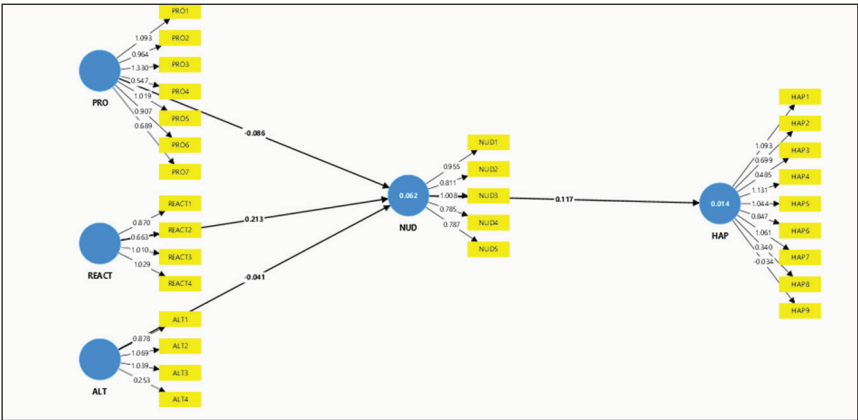 PRO1
1.093
PRO2
0.964
PRO3
1.330
PRO4
0.547
PRO5
1.019
PRO6
0.907
PRO7
0.689
PRO
-0.086
REACT1
0.870
REACT2
0.663
REACT3
1.010
REACT4
1.029
REACT
0.213
ALT1
0.878
ALT2
1.069
ALT3
1.039
ALT4
0.253
ALT
-0.041
NUD1
0.955
NUD2
0.811
NUD3
1.008
NUD4
0.785
NUD5
0.787
0.062
NUD
0.117
HAP1
1.093
HAP2
0.699
HAP3
0.485
HAP4
1.131
HAP5
1.044
HAP6
0.847
HAP7
1.061
HAP8
0.340
HAP9
-0.034
0.014
HAP